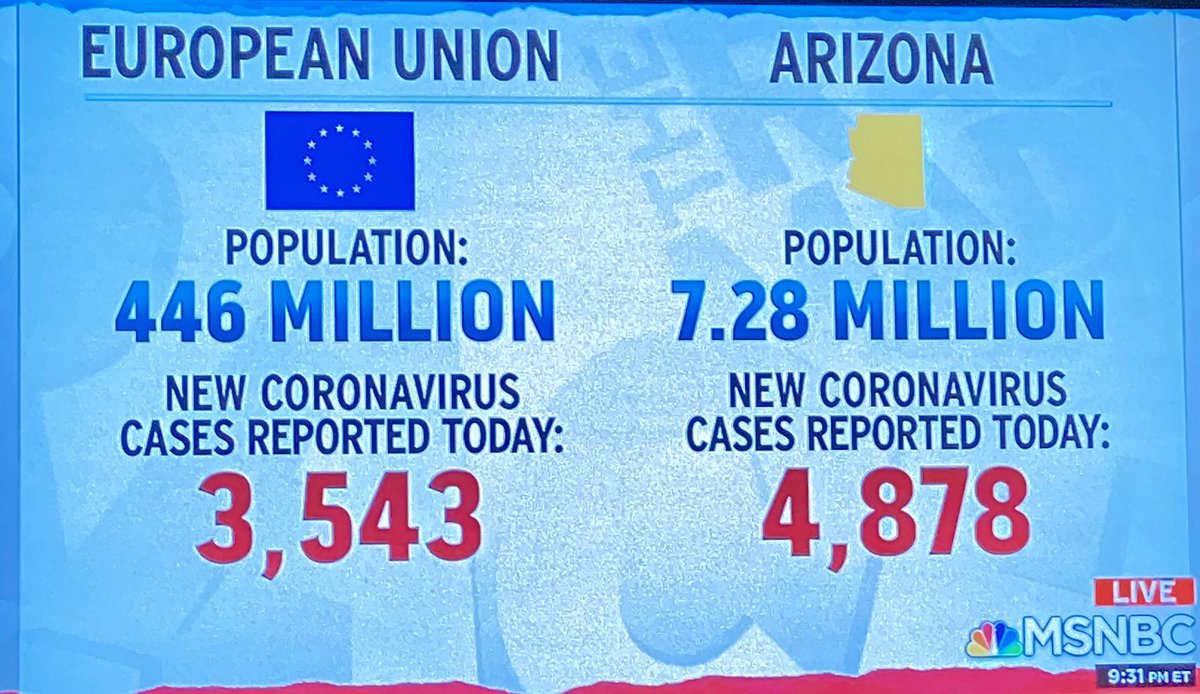 EUROPEAN UNION
POPULATION:
446 MILLION
NEW CORONAVIRUS
CASES REPORTED TODAY:
3,543
ARIZONA
POPULATION:
7.28 MILLION
NEW CORONAVIRUS
CASES REPORTED TODAY:
4,878
LIVE
MSNBC
9:31 PM ET